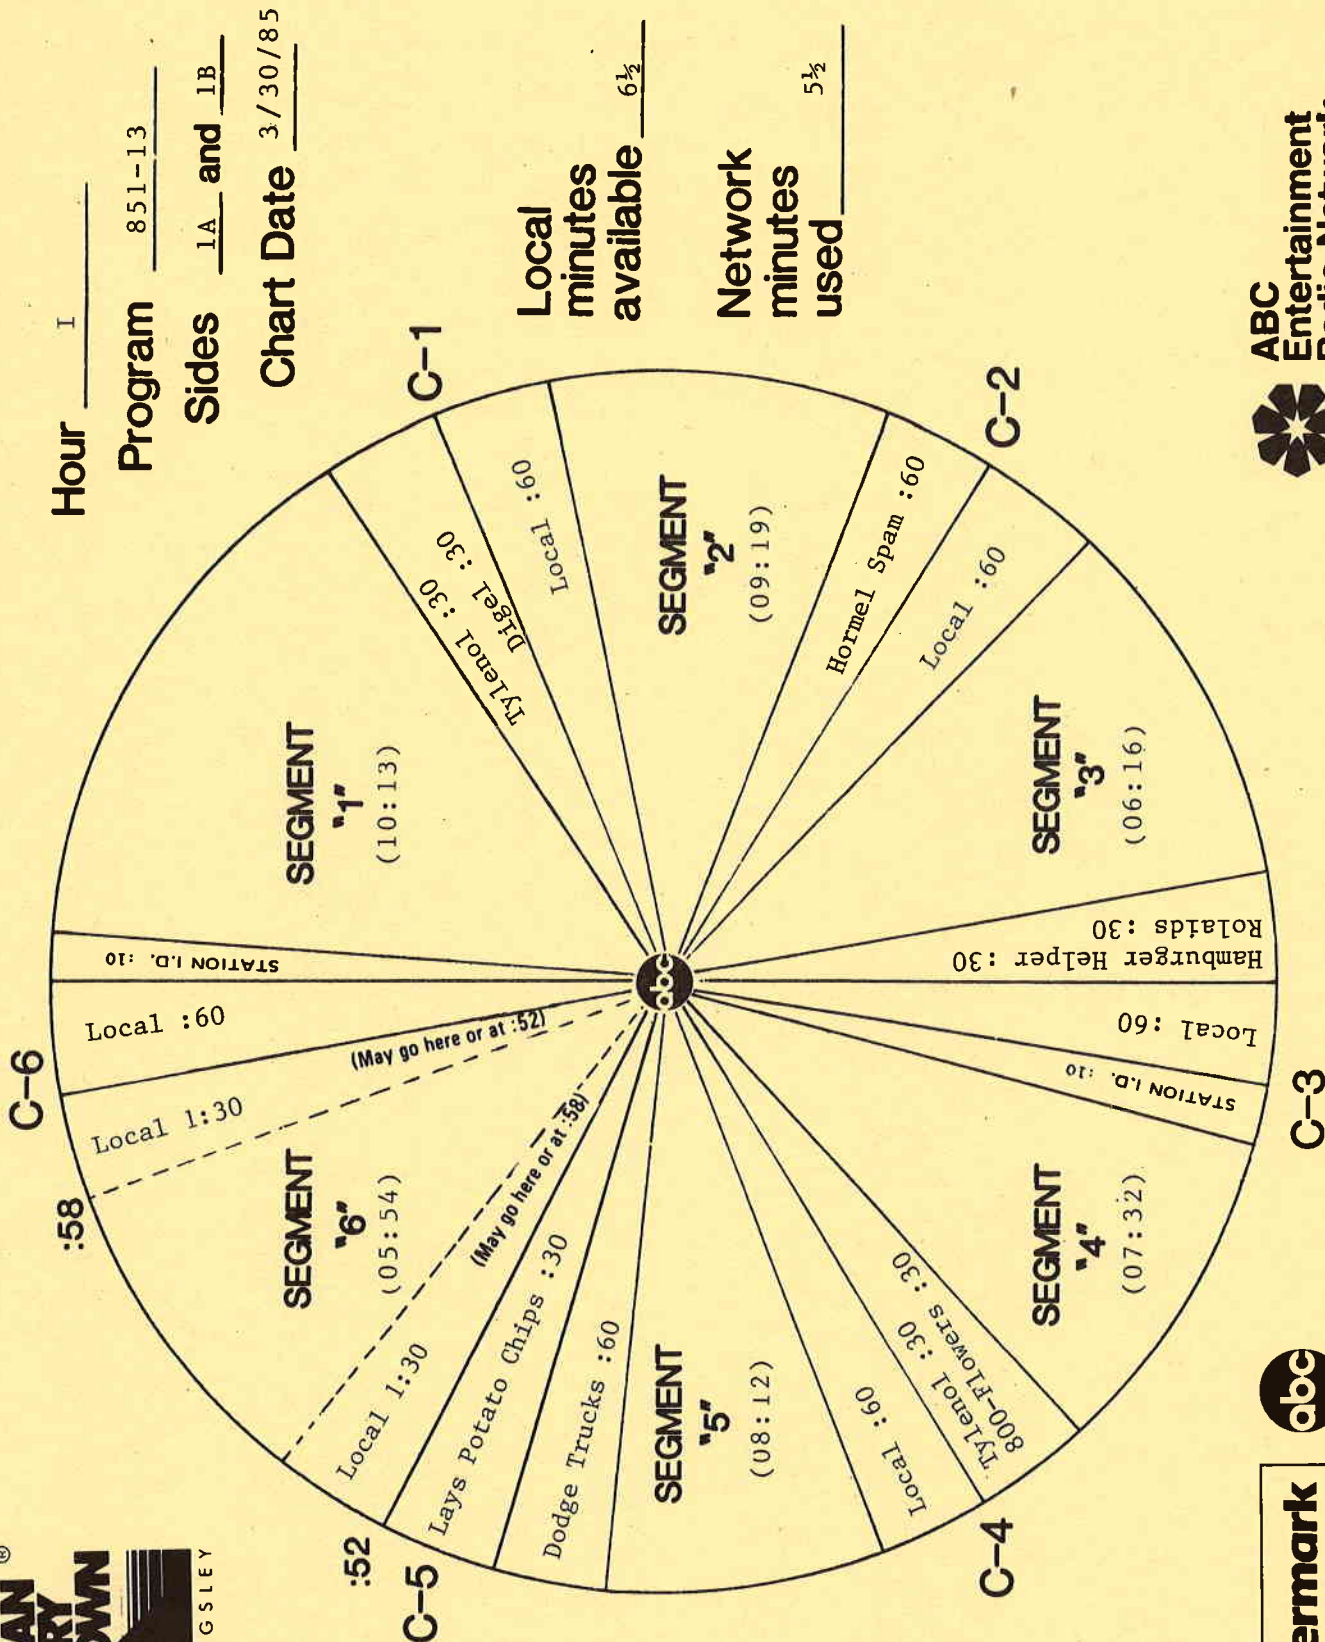 Hour I
Program 851-13
Sides 1A and 1B
Chart Date 3/30/85
Local
minutes
available 6½
Network
minutes
used 5½
C-1
C-2
C-3
C-4
C-5
C-6
:52
:58
SEGMENT
"1"
(10:13)
Tylenol :30
Digel :30
Local :60
SEGMENT
"2"
(09:19)
Hormel Spam :60
Local :60
SEGMENT
"3"
(06:16)
Rolaids :30
Hamburger Helper :30
Local :60
STATION I.D. :10
SEGMENT
"4"
(07:32)
800-Flowers :30
Tylenol :30
Local :60
SEGMENT
"5"
(08:12)
Dodge Trucks :60
Lays Potato Chips :30
Local 1:30
(May go here or at :58)
SEGMENT
"6"
(05:54)
Local 1:30
(May go here or at :52)
Local :60
STATION I.D. :10
abc
ABC
Entertainment
abc
®